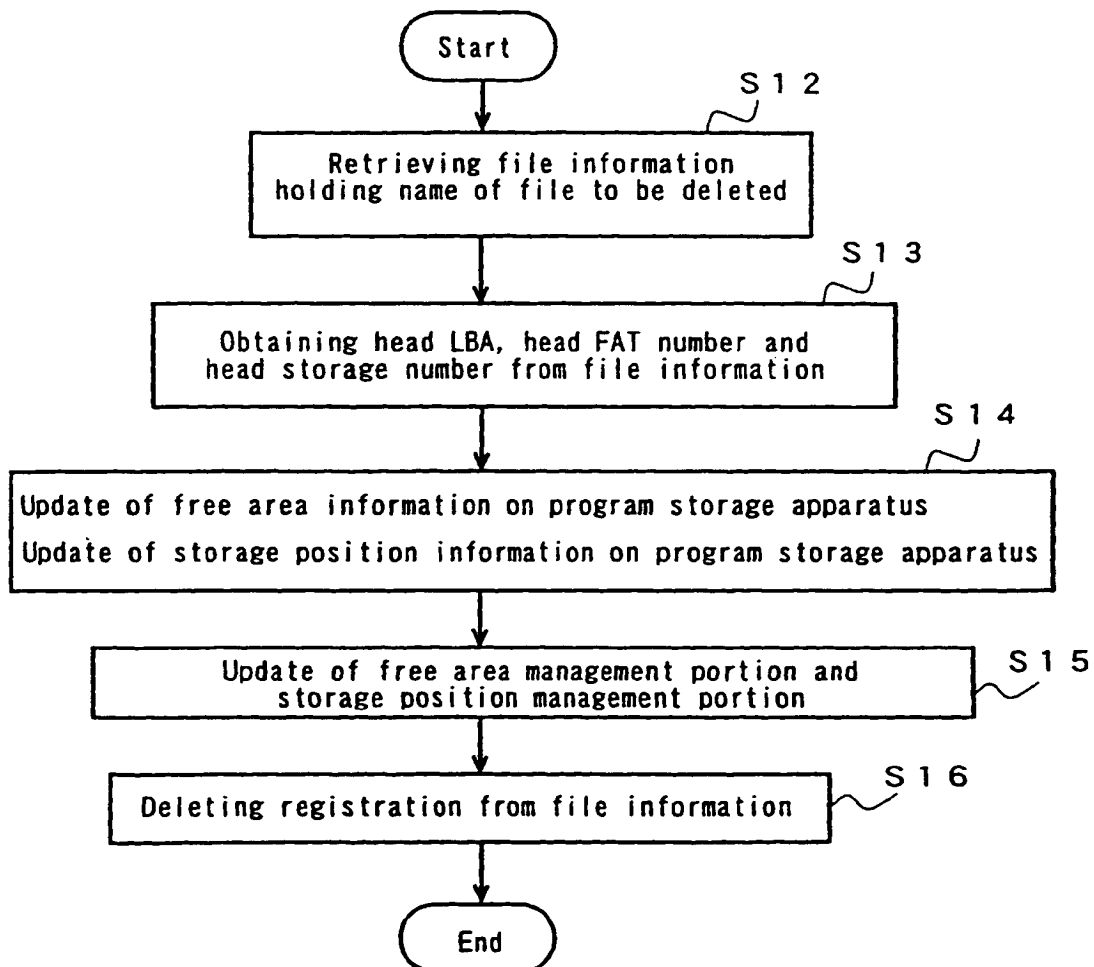 Start
S12
Retrieving file information
holding name of file to be deleted
S13
Obtaining head LBA, head FAT number and
head storage number from file information
S14
Update of free area information on program storage apparatus
Update of storage position information on program storage apparatus
S15
Update of free area management portion and
storage position management portion
S16
Deleting registration from file information
End